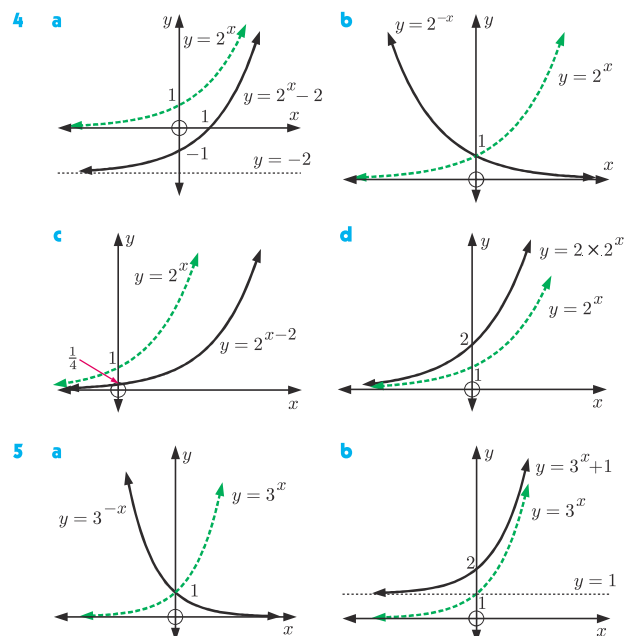 4 a y b
y = 2^{-x}
y = 2^x
y = 2^x
1 y = 2^x − 2
1 x 1
−1 y = −2 x
c y d y
y = 2 × 2^x
y = 2^x
y = 2^x
1/4 1 y = 2^{x−2} 2
1
x x
5 a y b y
y = 3^x y = 3^x + 1
y = 3^{-x} y = 3^x
2
1 y = 1
1
x x